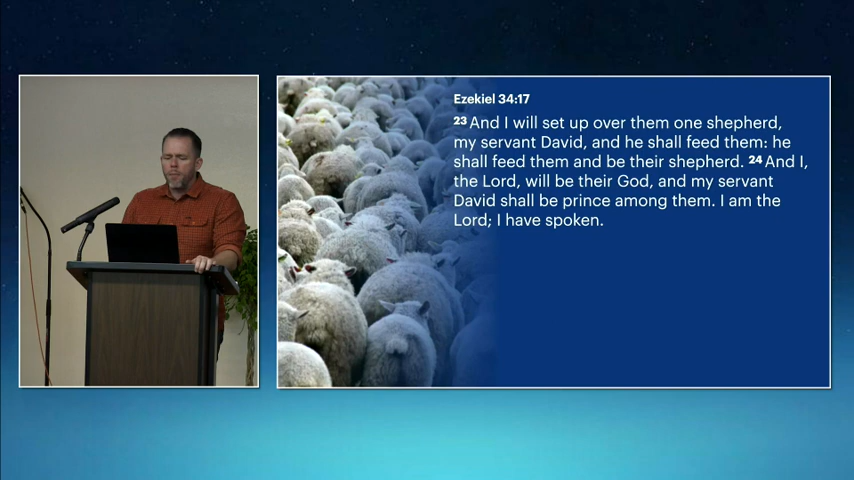 Ezekiel 34:17
23 And I will set up over them one shepherd,
my servant David, and he shall feed them: he
shall feed them and be their shepherd. 24 And I,
the Lord, will be their God, and my servant
David shall be prince among them. I am the
Lord; I have spoken.